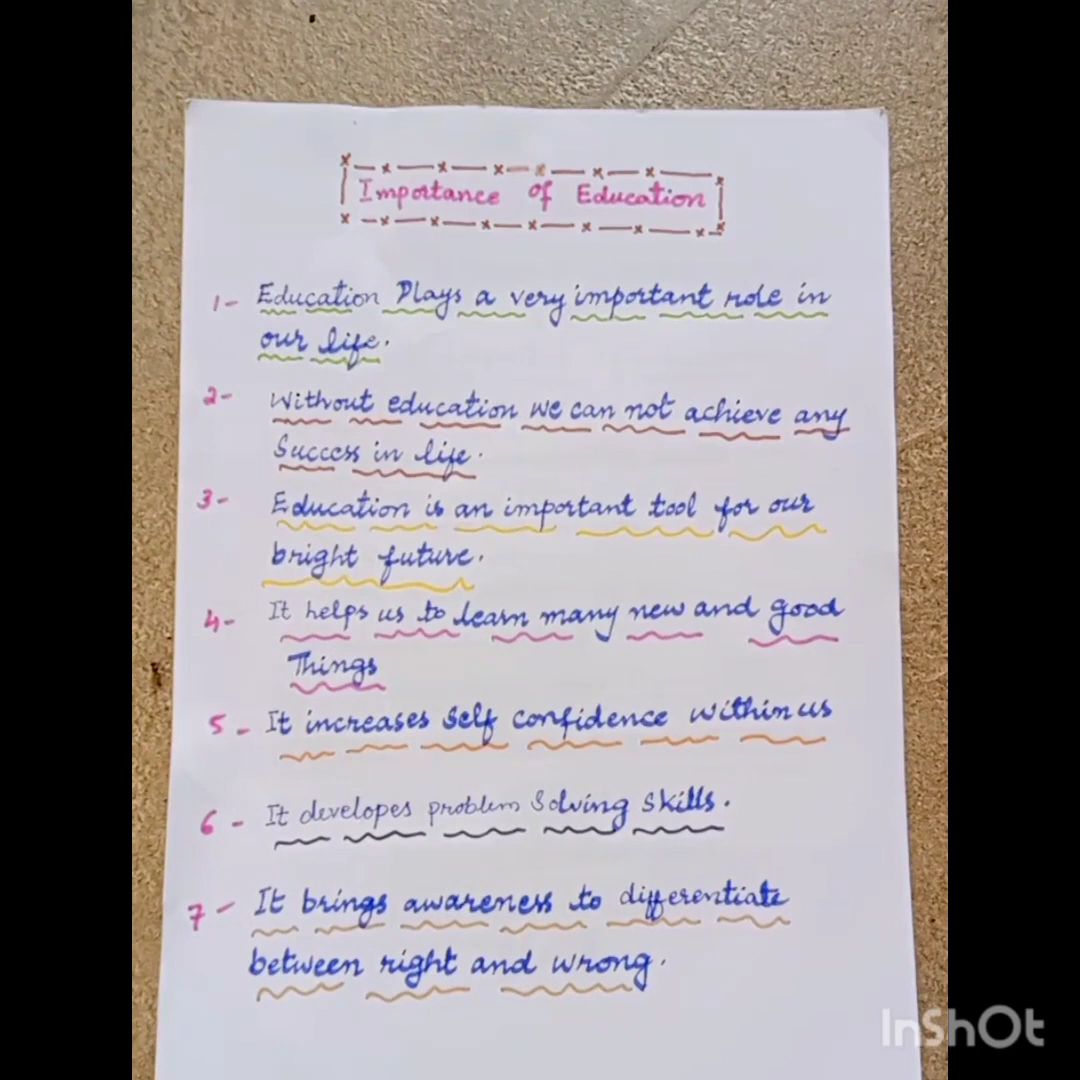 Importance of Education
1- Education Plays a very important role in
our life.
2- Without education we can not achieve any
Success in life.
3- Education is an important tool for our
bright future.
4- It helps us to learn many new and good
Things
5- It increases Self confidence within us
6- It developes problem Solving Skills.
7- It brings awareness to differentiate
between right and wrong.
InShOt